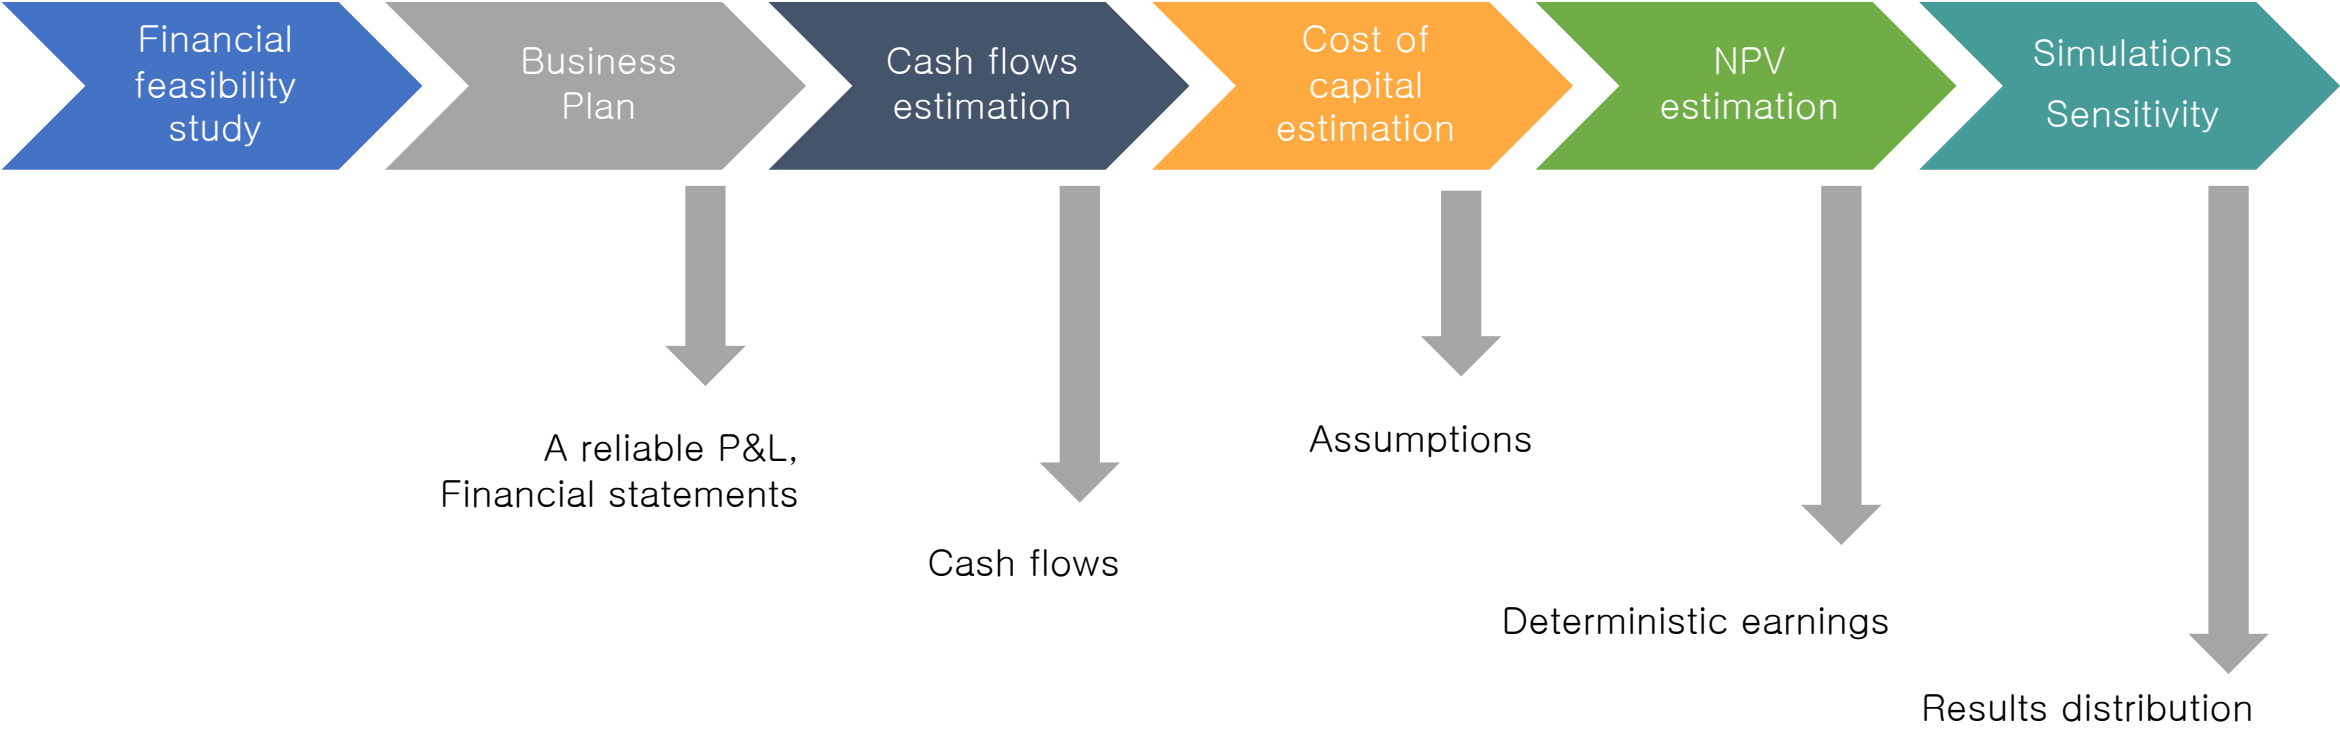 Financial
feasibility
study
Business
Plan
Cash flows
estimation
Cost of
capital
estimation
NPV
estimation
Simulations
Sensitivity
A reliable P&L,
Financial statements
Cash flows
Assumptions
Deterministic earnings
Results distribution